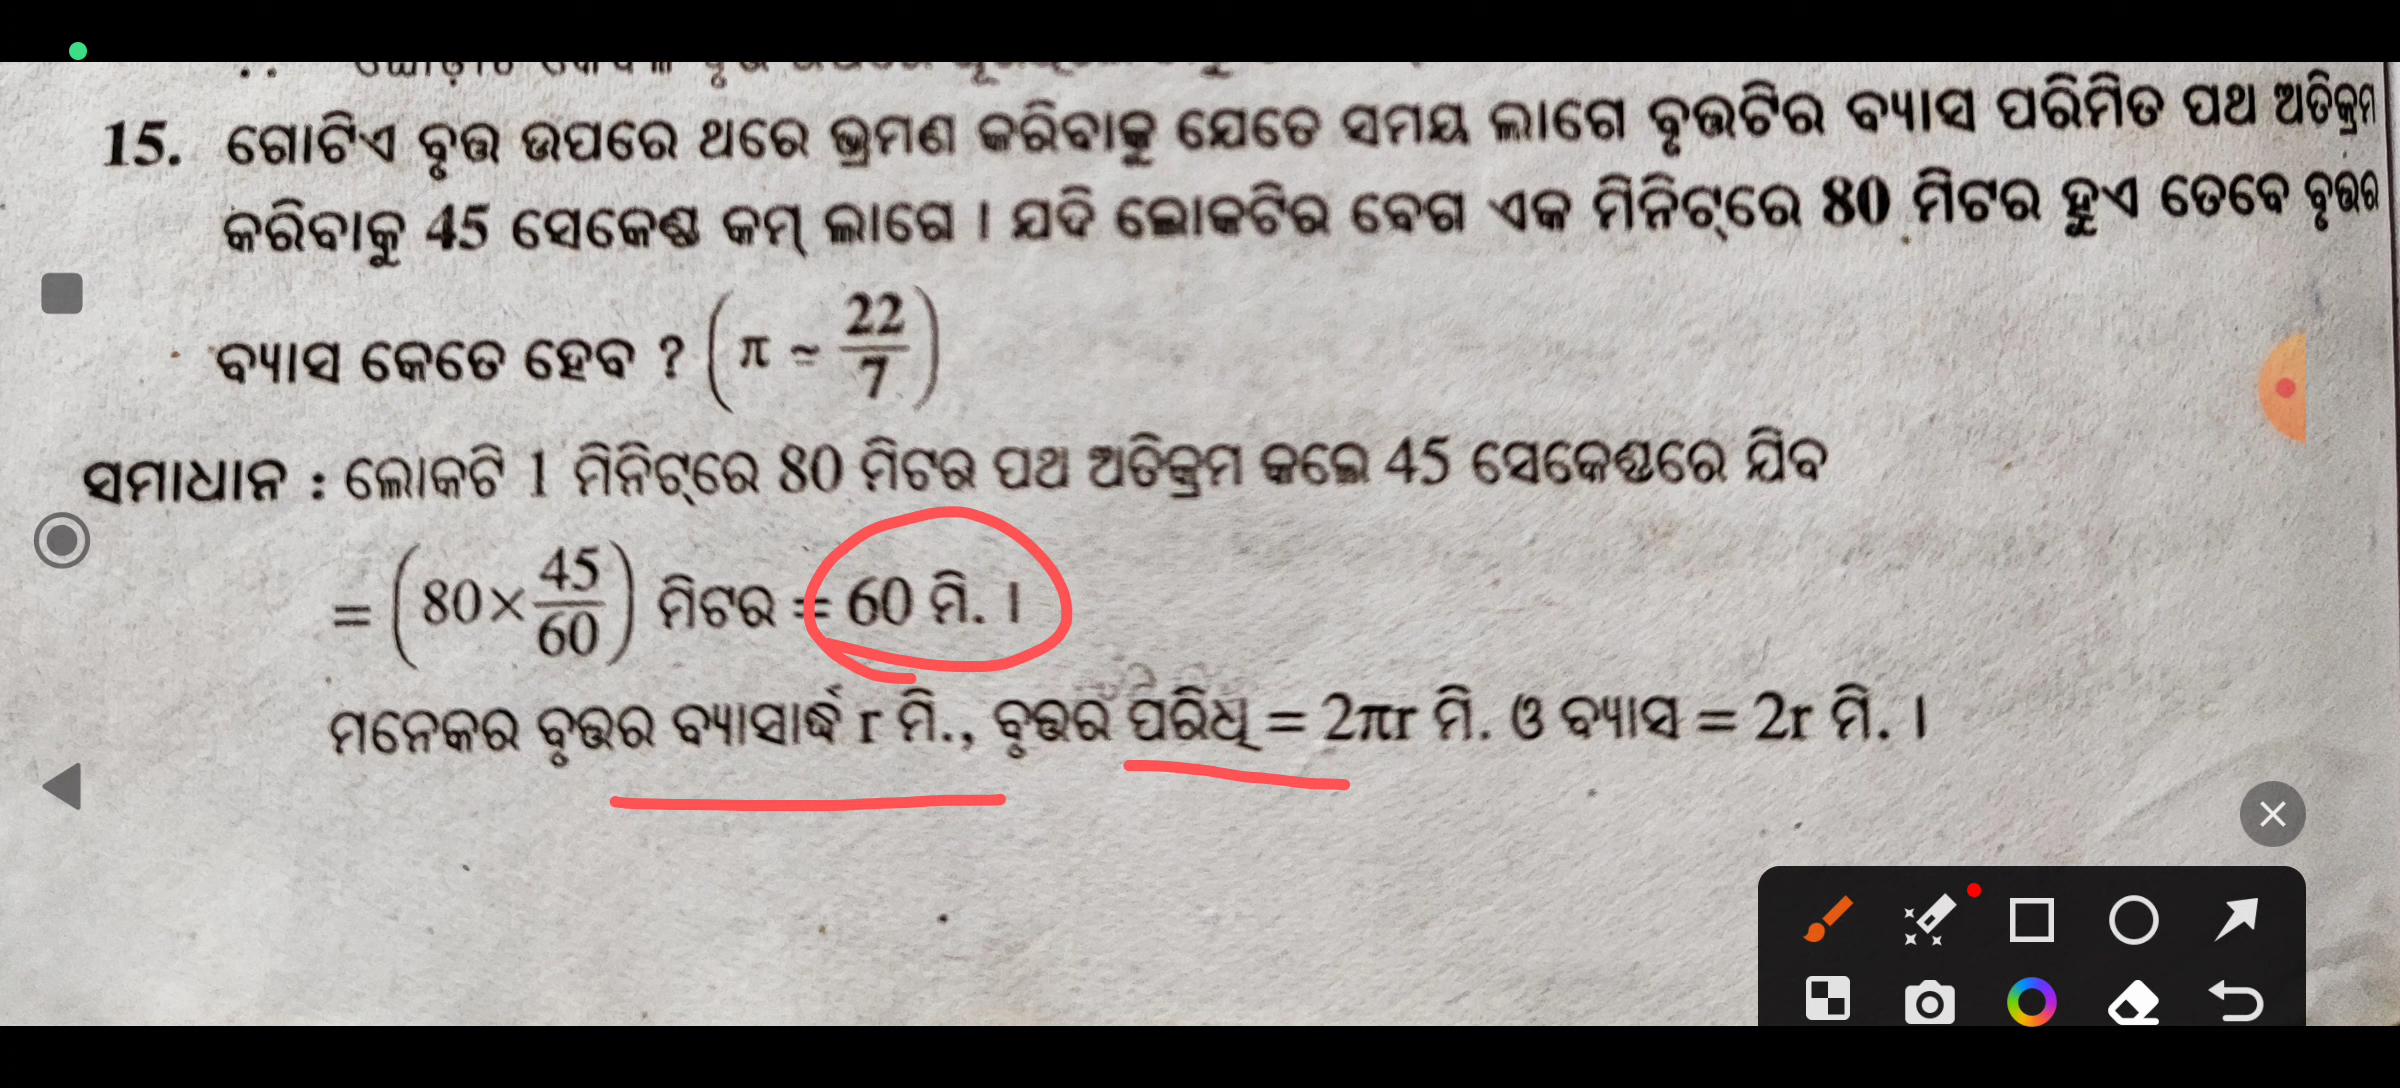 15. ଗୋଟିଏ ବୃତ୍ତ ଉପରେ ଥରେ ଭ୍ରମଣ କରିବାକୁ ଯେତେ ସମୟ ଲାଗେ ବୃତ୍ତଟିର ବ୍ୟାସ ପରିମିତ ପଥ ଅତିକ୍ରମ
କରିବାକୁ 45 ସେକେଣ୍ଡ କମ୍ ଲାଗେ । ଯଦି ଲୋକଟିର ବେଗ ଏକ ମିନିଟ୍‌ରେ 80 ମିଟର ହୁଏ ତେବେ ବୃତ୍ତର
ବ୍ୟାସ କେତେ ହେବ ? (π ≃ 22/7)
ସମାଧାନ : ଲୋକଟି 1 ମିନିଟ୍‌ରେ 80 ମିଟର ପଥ ଅତିକ୍ରମ କଲେ 45 ସେକେଣ୍ଡରେ ଯିବ
= (80×45/60) ମିଟର = 60 ମି. ।
ମନେକର ବୃତ୍ତର ବ୍ୟାସାର୍ଦ୍ଧ r ମି., ବୃତ୍ତର ପରିଧି = 2πr ମି. ଓ ବ୍ୟାସ = 2r ମି. ।